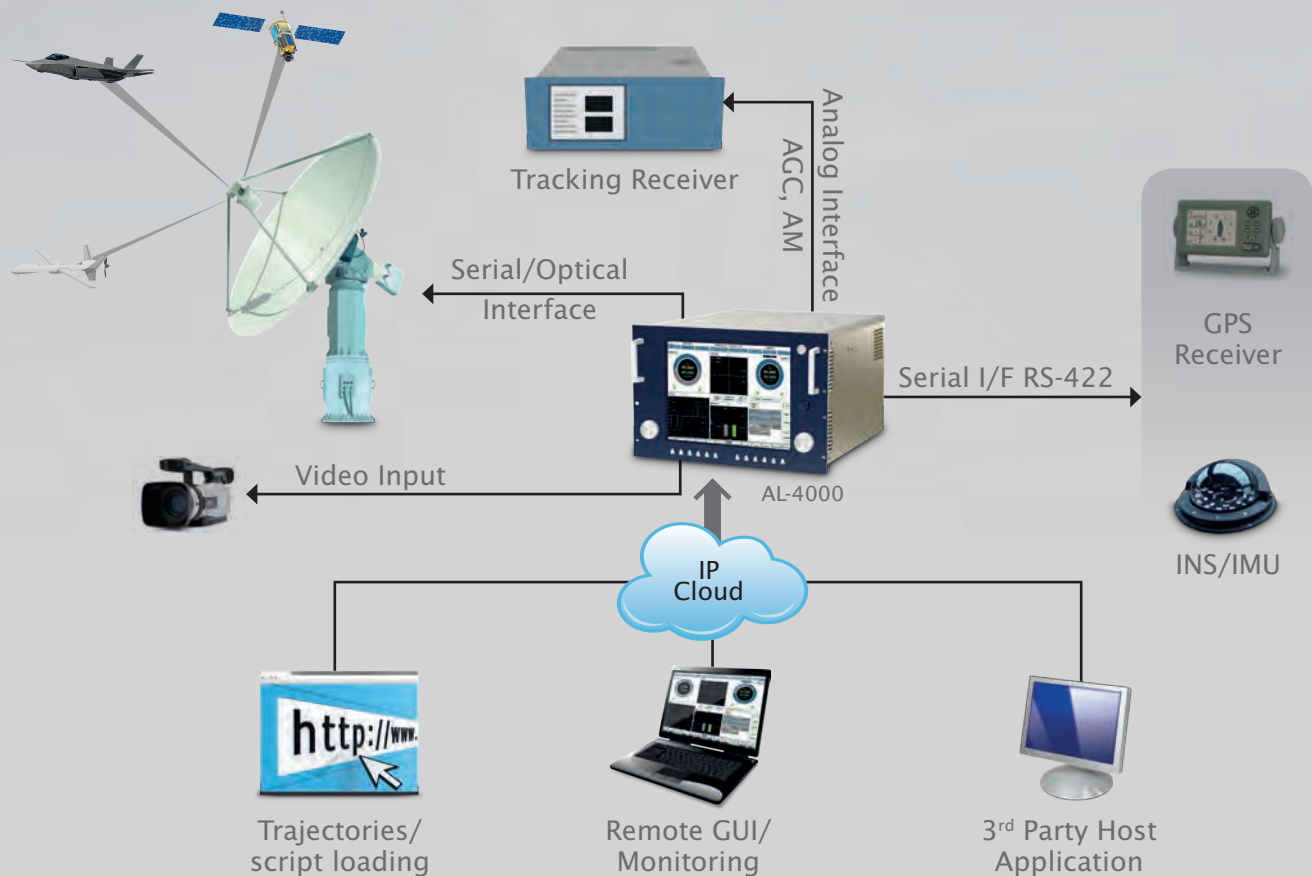 Tracking Receiver
Analog Interface
AGC, AM
Serial/Optical
Interface
GPS
Receiver
Serial I/F RS-422
Video Input
AL-4000
INS/IMU
IP
Cloud
http://www.
Trajectories/
script loading
Remote GUI/
Monitoring
3rd Party Host
Application